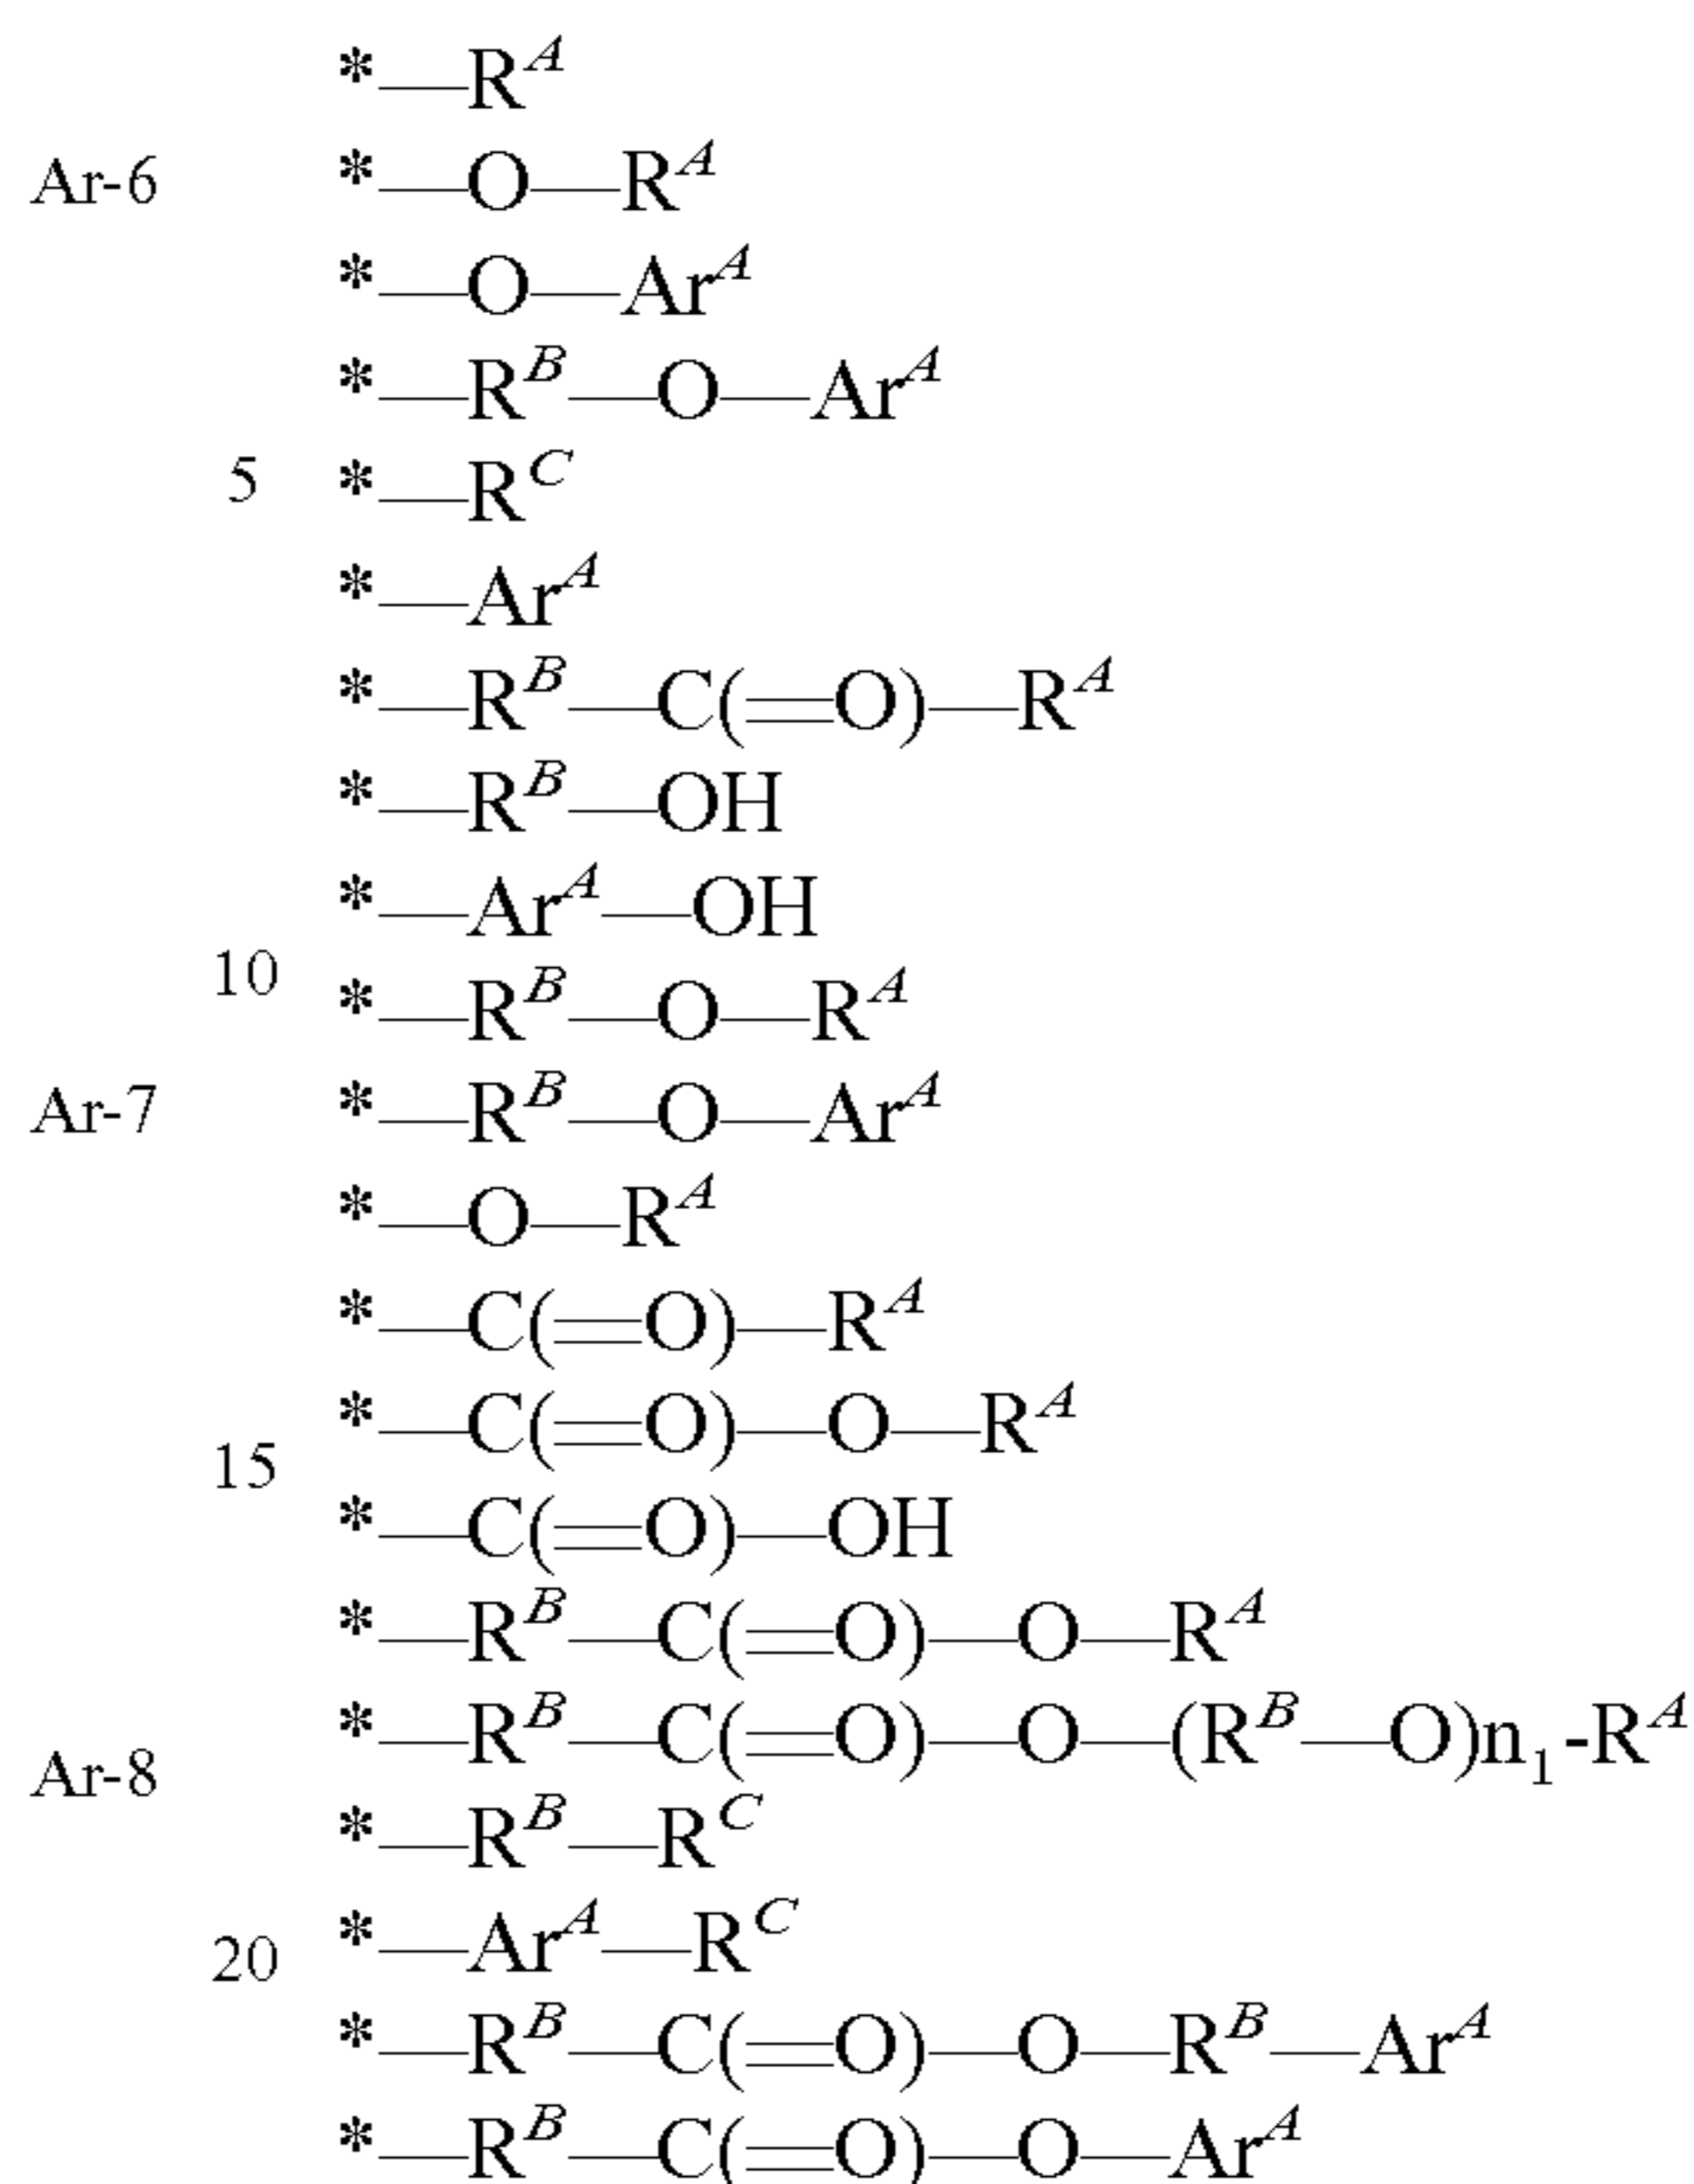 *—R^A
Ar-6 *—O—R^A
*—O—Ar^A
*—R^B—O—Ar^A
5 *—R^C
*—Ar^A
*—R^B—C(=O)—R^A
*—R^B—OH
*—Ar^A—OH
10 *—R^B—O—R^A
Ar-7 *—R^B—O—Ar^A
*—O—R^A
*—C(=O)—R^A
*—C(=O)—O—R^A
15 *—C(=O)—OH
*—R^B—C(=O)—O—R^A
Ar-8 *—R^B—C(=O)—O—(R^B—O)n_1-R^A
*—R^B—R^C
20 *—Ar^A—R^C
*—R^B—C(=O)—O—R^B—Ar^A
*—R^B—C(=O)—O—Ar^A